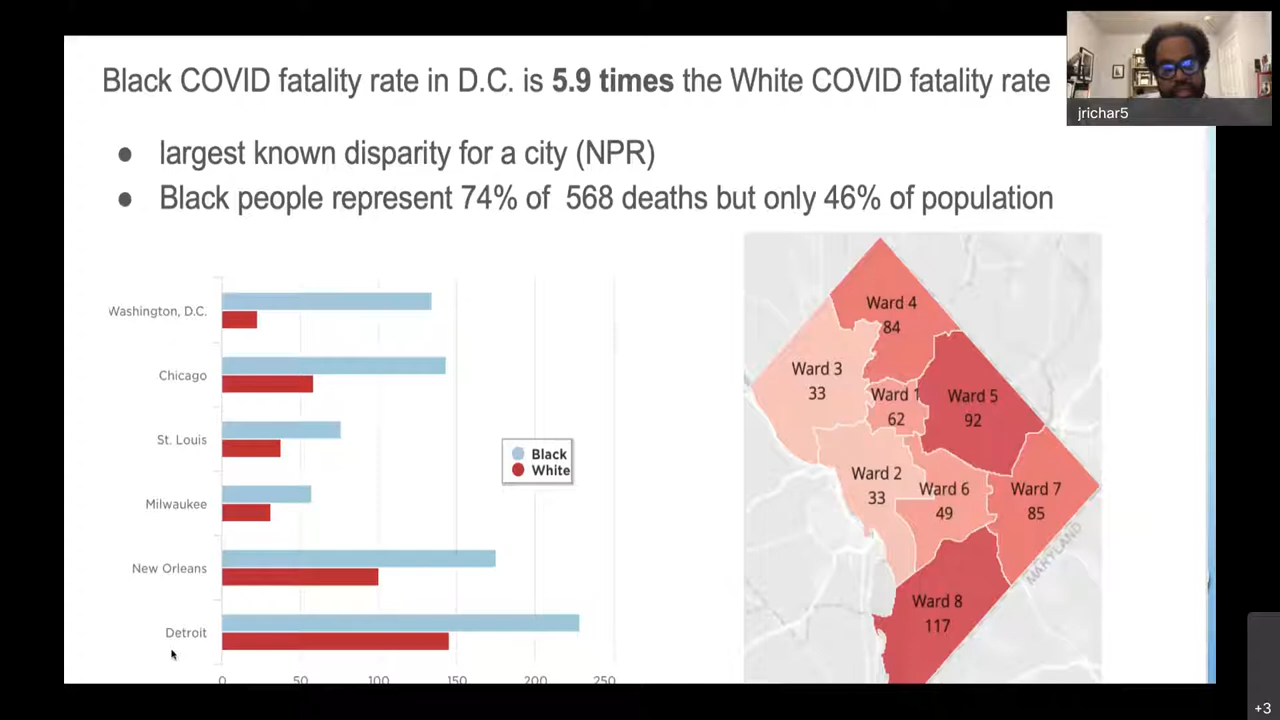 Black COVID fatality rate in D.C. is 5.9 times the White COVID fatality rate
jrichar5
● largest known disparity for a city (NPR)
● Black people represent 74% of  568 deaths but only 46% of population
Washington, D.C.
Chicago
St. Louis
Milwaukee
New Orleans
Detroit
0 50 100 150 200 250
Black
White
Ward 4
84
Ward 3
33
Ward 1
62
Ward 5
92
Ward 2
33
Ward 6
49
Ward 7
85
MARYLAND
Ward 8
117
+3